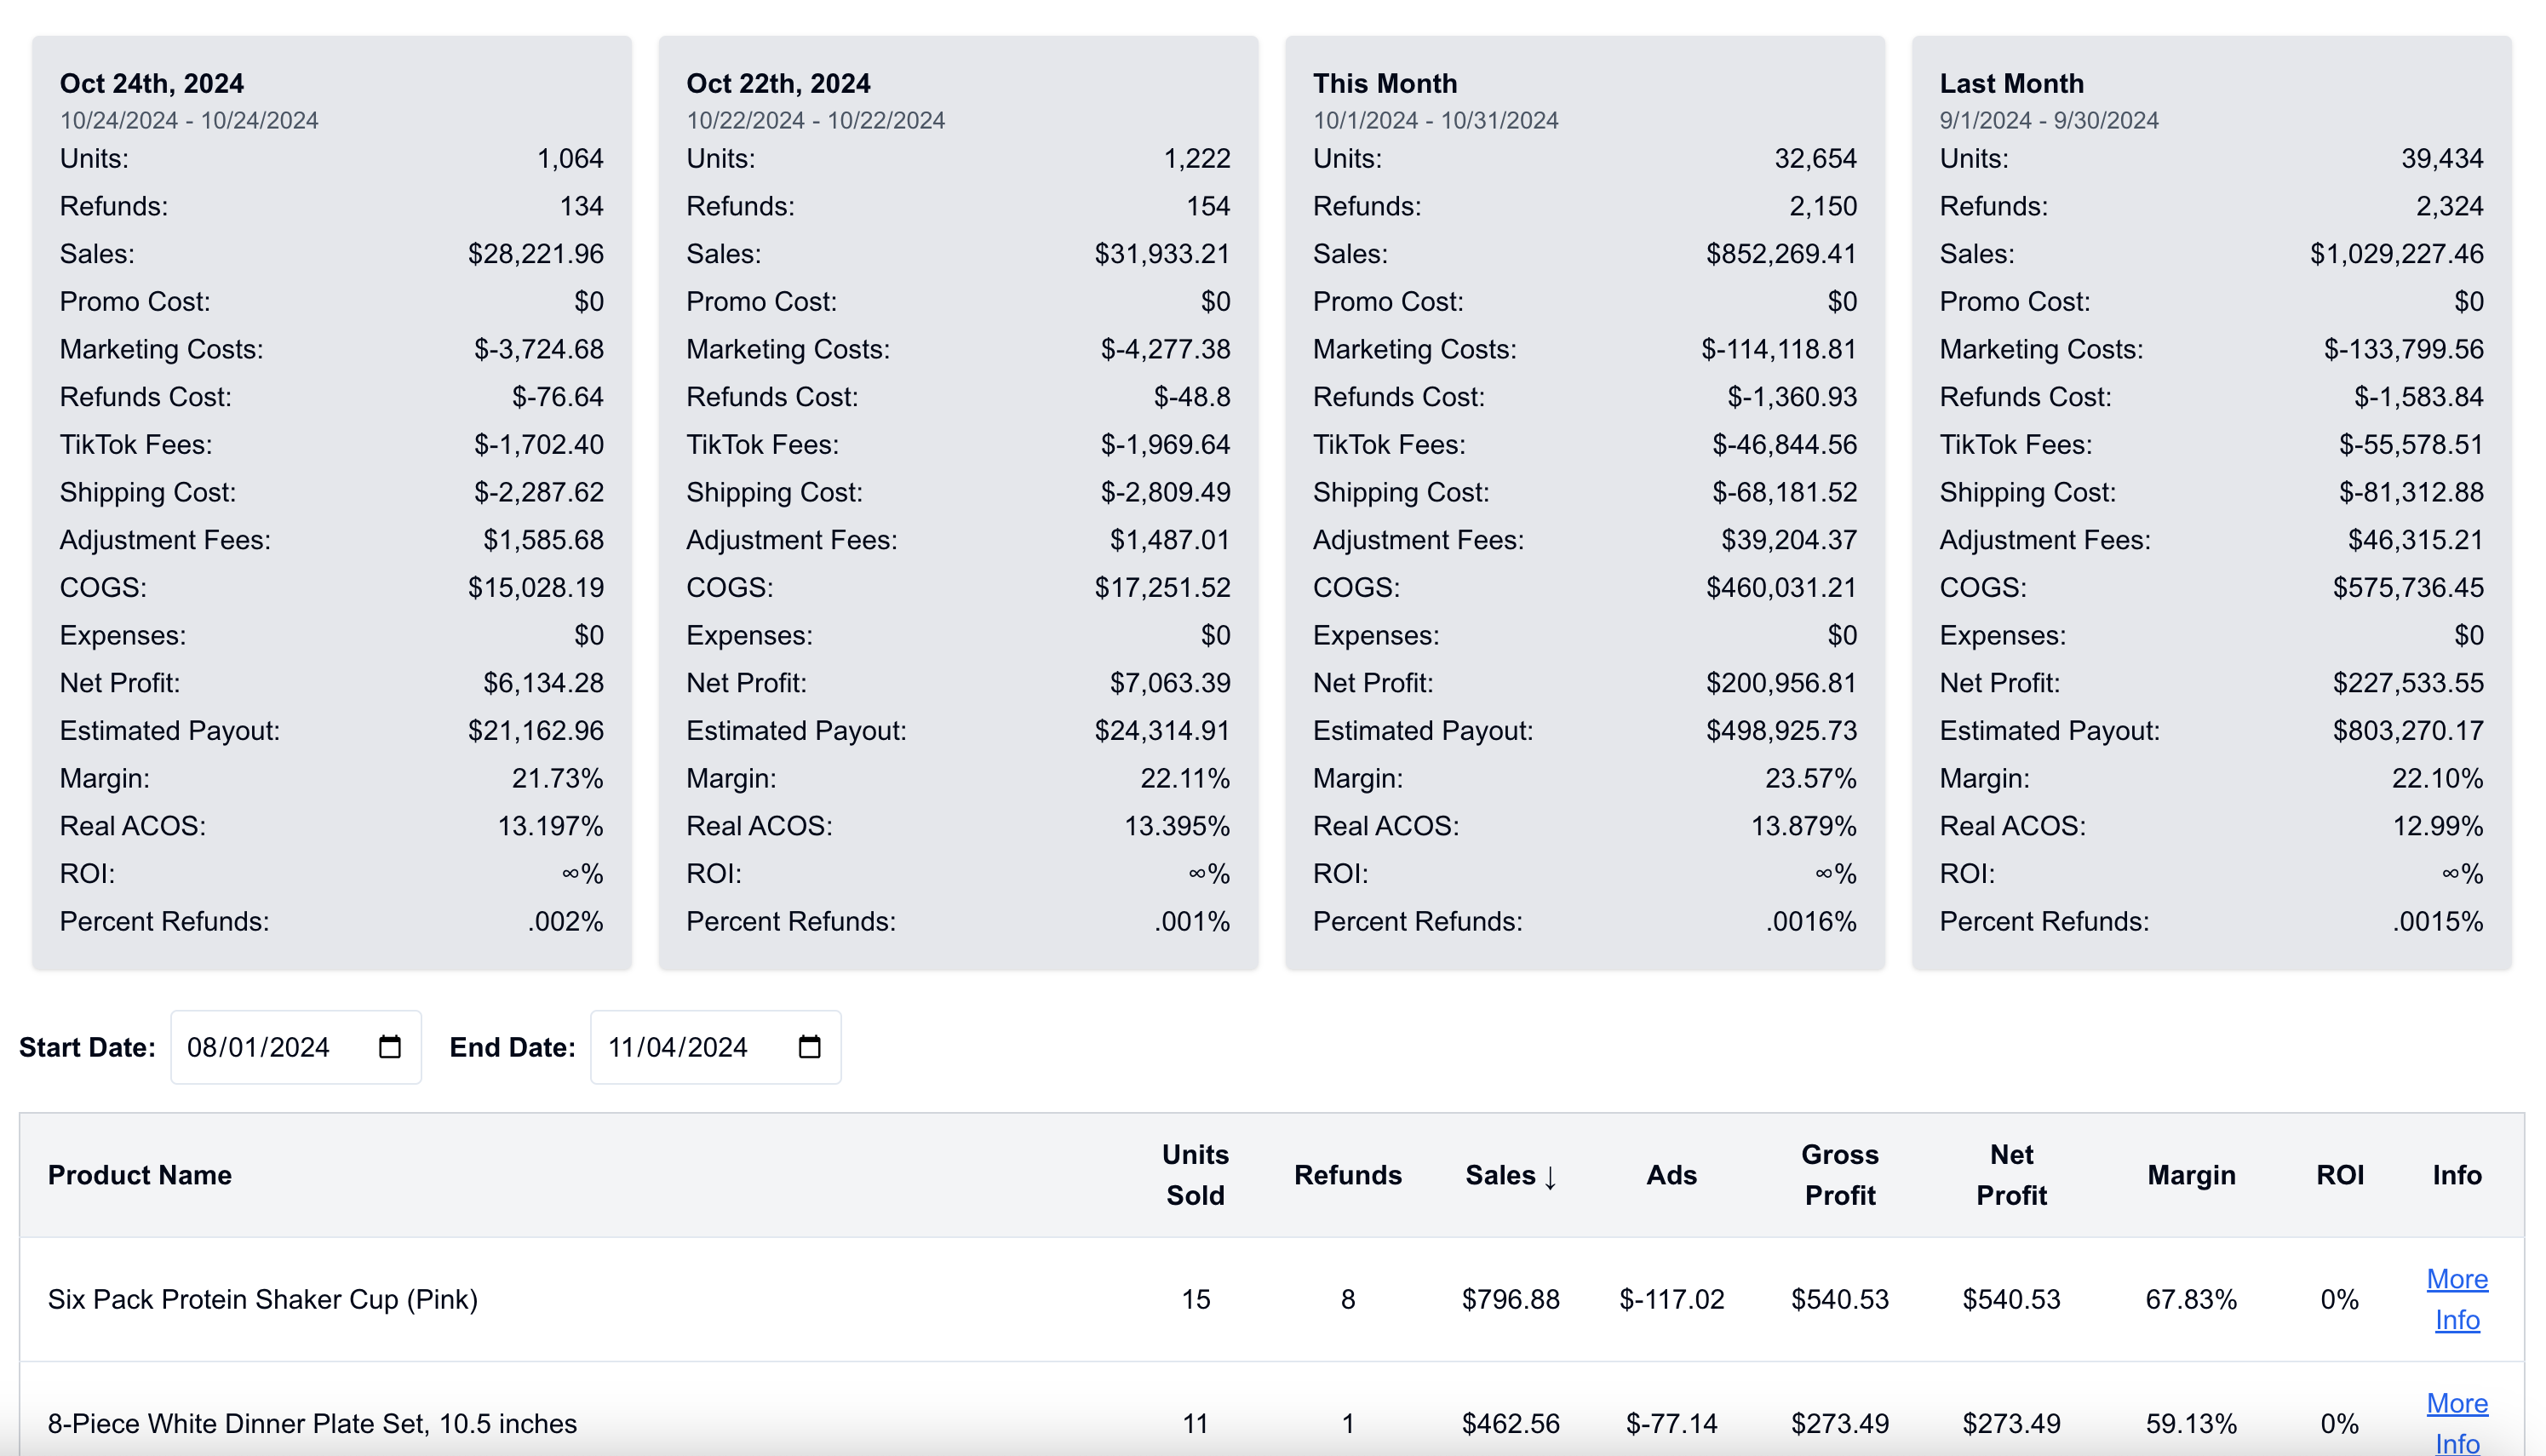 Oct 24th, 2024
10/24/2024 - 10/24/2024
Units: 1,064
Refunds: 134
Sales: $28,221.96
Promo Cost: $0
Marketing Costs: $-3,724.68
Refunds Cost: $-76.64
TikTok Fees: $-1,702.40
Shipping Cost: $-2,287.62
Adjustment Fees: $1,585.68
COGS: $15,028.19
Expenses: $0
Net Profit: $6,134.28
Estimated Payout: $21,162.96
Margin: 21.73%
Real ACOS: 13.197%
ROI: ∞%
Percent Refunds: .002%
Oct 22th, 2024
10/22/2024 - 10/22/2024
Units: 1,222
Refunds: 154
Sales: $31,933.21
Promo Cost: $0
Marketing Costs: $-4,277.38
Refunds Cost: $-48.8
TikTok Fees: $-1,969.64
Shipping Cost: $-2,809.49
Adjustment Fees: $1,487.01
COGS: $17,251.52
Expenses: $0
Net Profit: $7,063.39
Estimated Payout: $24,314.91
Margin: 22.11%
Real ACOS: 13.395%
ROI: ∞%
Percent Refunds: .001%
This Month
10/1/2024 - 10/31/2024
Units: 32,654
Refunds: 2,150
Sales: $852,269.41
Promo Cost: $0
Marketing Costs: $-114,118.81
Refunds Cost: $-1,360.93
TikTok Fees: $-46,844.56
Shipping Cost: $-68,181.52
Adjustment Fees: $39,204.37
COGS: $460,031.21
Expenses: $0
Net Profit: $200,956.81
Estimated Payout: $498,925.73
Margin: 23.57%
Real ACOS: 13.879%
ROI: ∞%
Percent Refunds: .0016%
Last Month
9/1/2024 - 9/30/2024
Units: 39,434
Refunds: 2,324
Sales: $1,029,227.46
Promo Cost: $0
Marketing Costs: $-133,799.56
Refunds Cost: $-1,583.84
TikTok Fees: $-55,578.51
Shipping Cost: $-81,312.88
Adjustment Fees: $46,315.21
COGS: $575,736.45
Expenses: $0
Net Profit: $227,533.55
Estimated Payout: $803,270.17
Margin: 22.10%
Real ACOS: 12.99%
ROI: ∞%
Percent Refunds: .0015%
Start Date: 08/01/2024 End Date: 11/04/2024
Product Name Units Sold Refunds Sales ↓ Ads Gross Profit Net Profit Margin ROI Info
Six Pack Protein Shaker Cup (Pink) 15 8 $796.88 $-117.02 $540.53 $540.53 67.83% 0% More Info
8-Piece White Dinner Plate Set, 10.5 inches 11 1 $462.56 $-77.14 $273.49 $273.49 59.13% 0% More Info